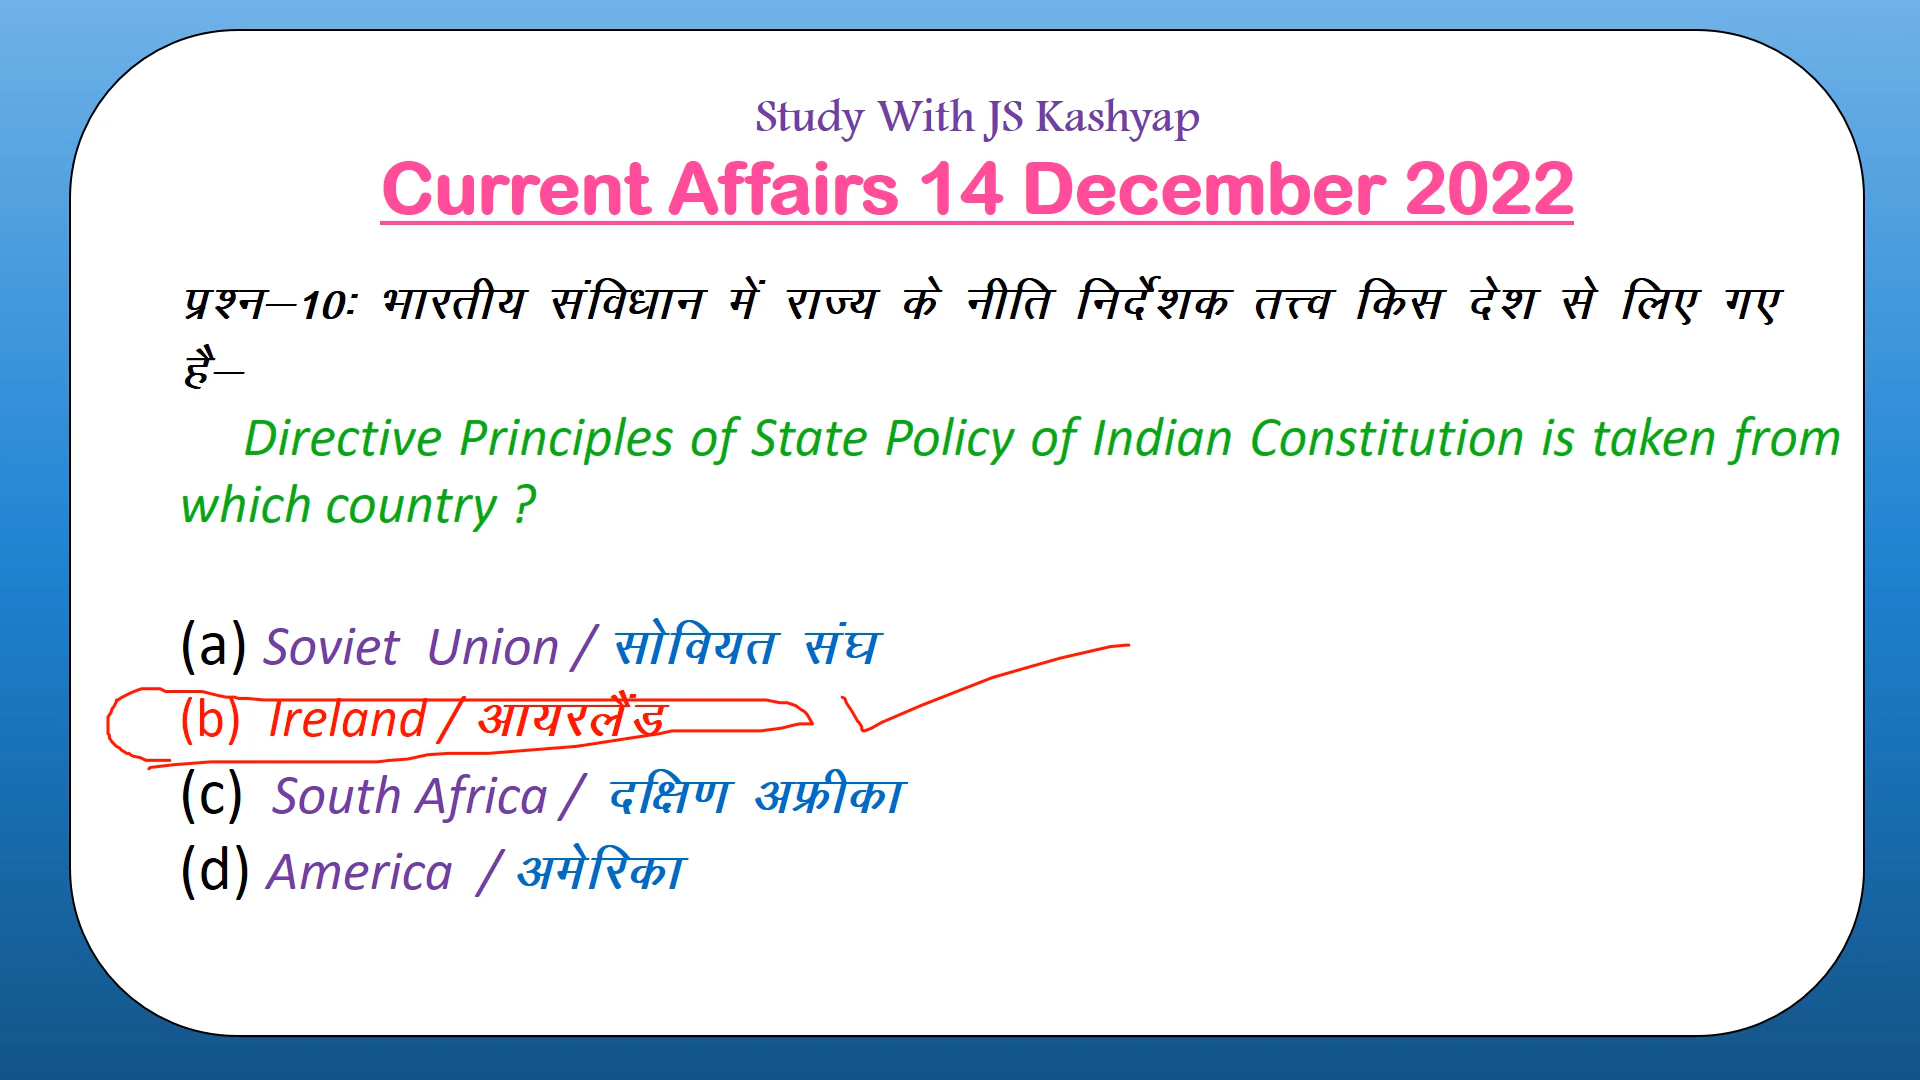 Study With JS Kashyap
Current Affairs 14 December 2022
प्रश्न–10: भारतीय संविधान में राज्य के नीति निर्देशक तत्त्व किस देश से लिए गए
है–
Directive Principles of State Policy of Indian Constitution is taken from
which country ?
(a) Soviet Union / सोवियत संघ
(b) Ireland / आयरलैंड
(c) South Africa / दक्षिण अफ्रीका
(d) America / अमेरिका